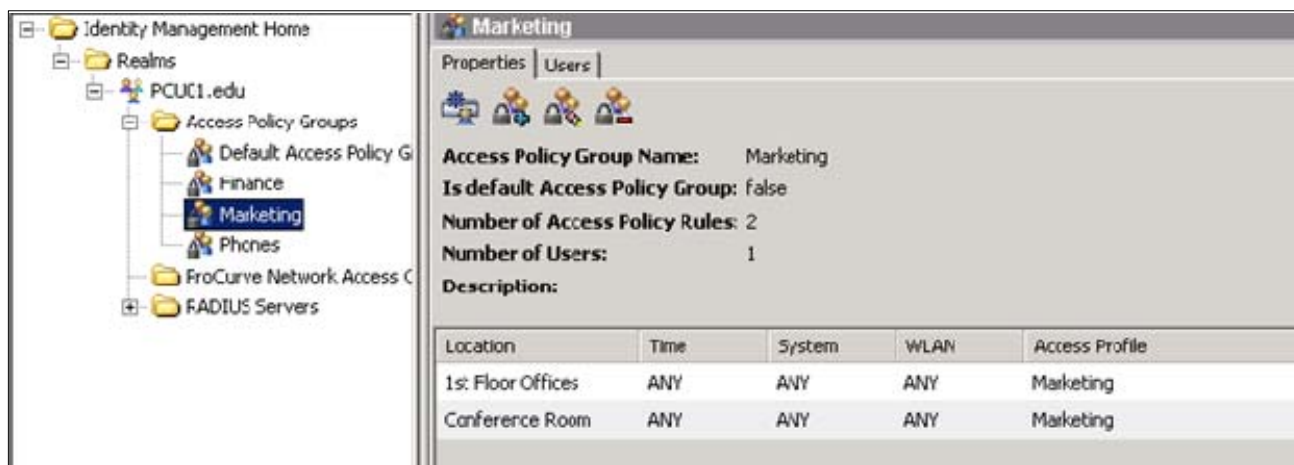 Identity Management Home
Realms
PCUC1.edu
Access Policy Groups
Default Access Policy G
Finance
Marketing
Phones
ProCurve Network Access C
RADIUS Servers
Marketing
Properties Users
Access Policy Group Name: Marketing
Is default Access Policy Group: false
Number of Access Policy Rules: 2
Number of Users: 1
Description:
Location Time System WLAN Access Profile
1st Floor Offices ANY ANY ANY Marketing
Conference Room ANY ANY ANY Marketing